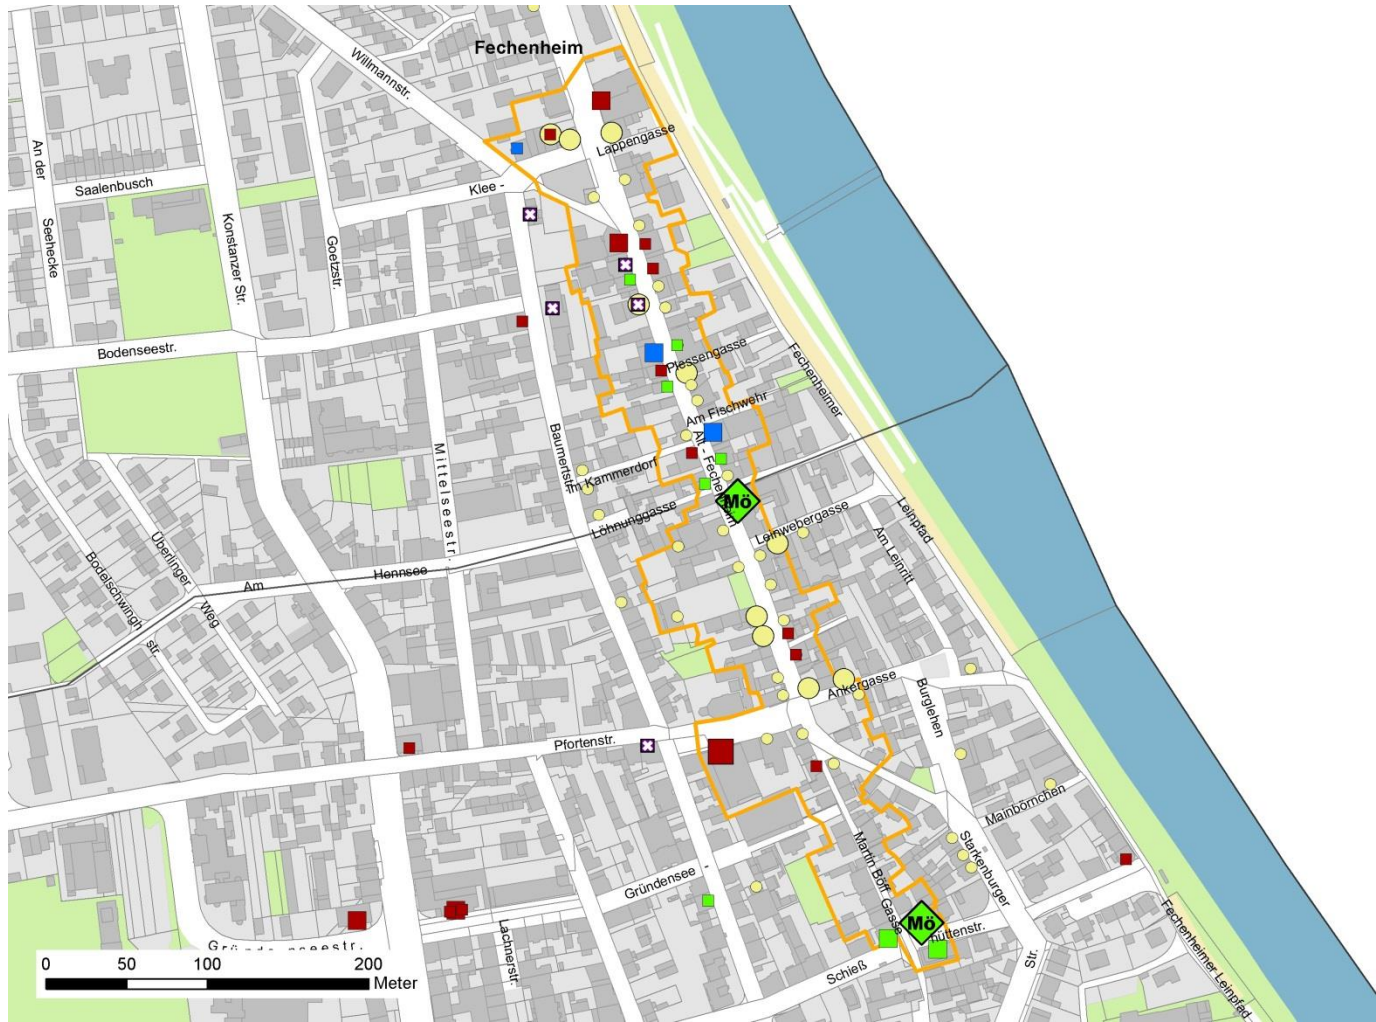 Fechenheim
Willmannstr.
Lappengasse
An der
Seehecke
Saalenbusch
Klee -
Konstanzer Str.
Goetzstr.
Bodenseestr.
Plessengasse
Fechenheimer
Am Fischwehr
Baumertstr.
Mittelseestr.
Im Kammerdorf
Alt - Fechenheim
Mö
Löhnunggasse
Leinwebergasse
Leinpfad
Am Leinritt
Überlinger
Weg
Bodelschwingh
str.
Am
Hennsee
Ankergasse
Burglehen
Pfortenstr.
Mainbörnchen
Starkenburger
Str.
Martin Böff Gasse
Gründensee -
Mö
hüttenstr.
Schieß
Lachnerstr.
Fechenheimer Leinpfad
0 50 100 200
Meter